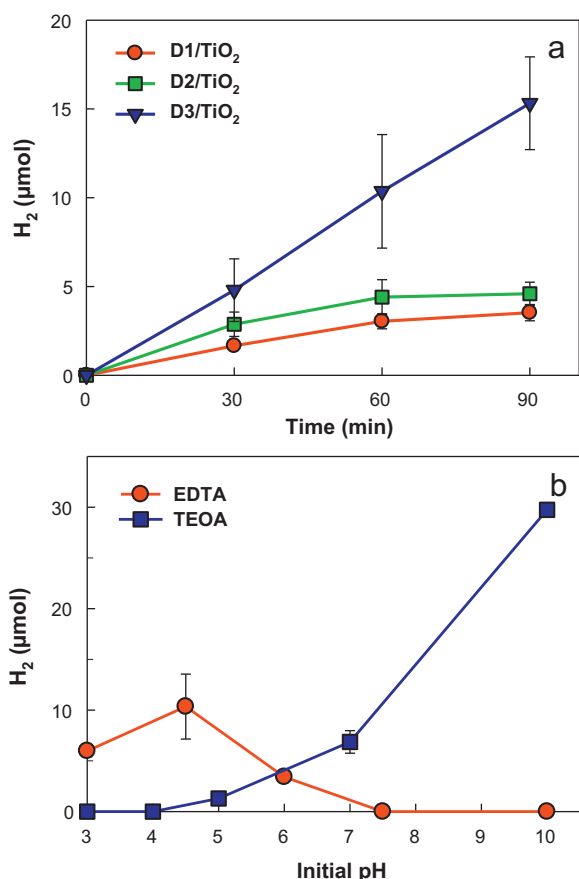 a
D1/TiO₂
D2/TiO₂
D3/TiO₂
H₂ (µmol)
20
15
10
5
0
0 30 60 90
Time (min)
b
EDTA
TEOA
H₂ (µmol)
30
20
10
0
3 4 5 6 7 8 9 10
Initial pH